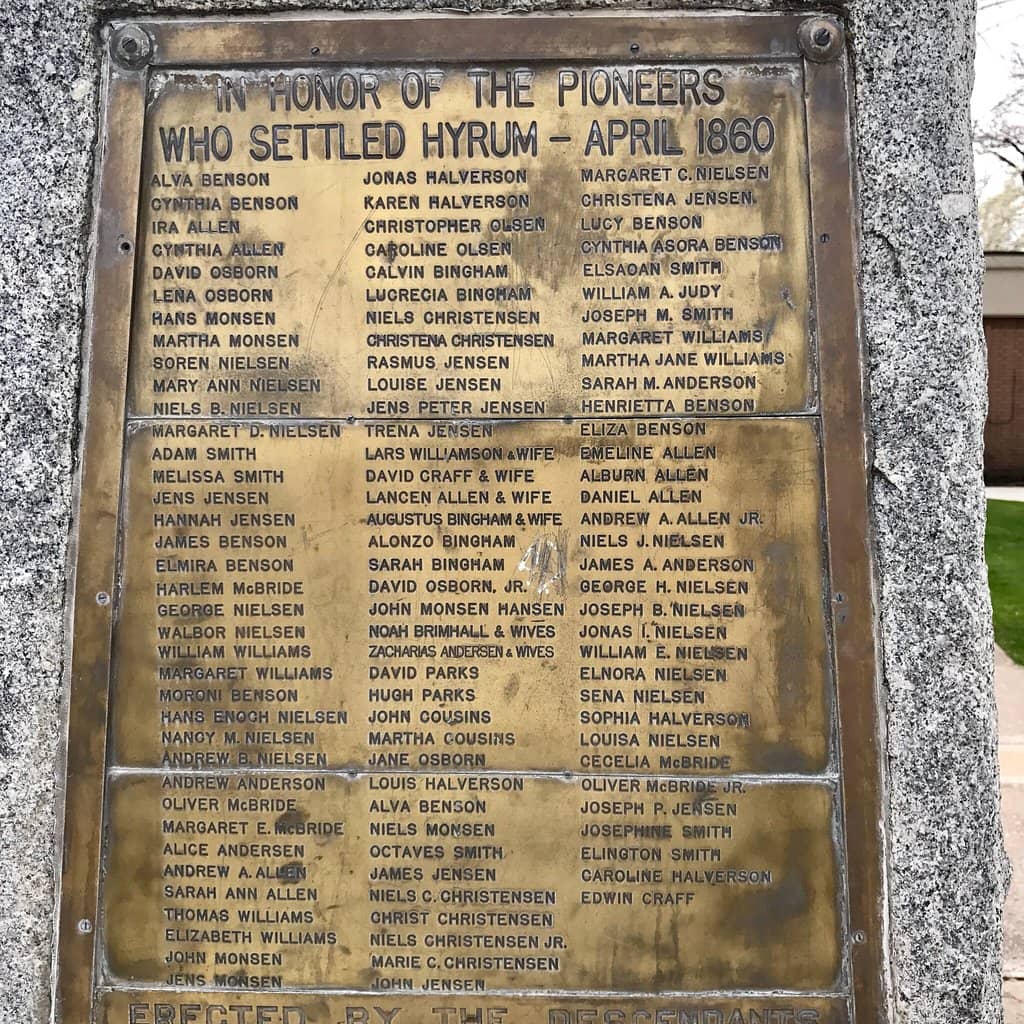 IN HONOR OF THE PIONEERS
WHO SETTLED HYRUM – APRIL 1860
ALVA BENSON
CYNTHIA BENSON
IRA ALLEN
CYNTHIA ALLEN
DAVID OSBORN
LENA OSBORN
HANS MONSEN
MARTHA MONSEN
SOREN NIELSEN
MARY ANN NIELSEN
NIELS B. NIELSEN
MARGARET D. NIELSEN
ADAM SMITH
MELISSA SMITH
JENS JENSEN
HANNAH JENSEN
JAMES BENSON
ELMIRA BENSON
HARLEM McBRIDE
GEORGE NIELSEN
WALBOR NIELSEN
WILLIAM WILLIAMS
MARGARET WILLIAMS
MORONI BENSON
HANS ENOCH NIELSEN
NANCY M. NIELSEN
ANDREW B. NIELSEN
ANDREW ANDERSON
OLIVER McBRIDE
MARGARET E. McBRIDE
ALICE ANDERSEN
ANDREW A. ALLEN
SARAH ANN ALLEN
THOMAS WILLIAMS
ELIZABETH WILLIAMS
JOHN MONSEN
JENS MONSEN
JONAS HALVERSON
KAREN HALVERSON
CHRISTOPHER OLSEN
CAROLINE OLSEN
CALVIN BINGHAM
LUCRECIA BINGHAM
NIELS CHRISTENSEN
CHRISTENA CHRISTENSEN
RASMUS JENSEN
LOUISE JENSEN
JENS PETER JENSEN
TRENA JENSEN
LARS WILLIAMSON & WIFE
DAVID CRAFF & WIFE
LANCEN ALLEN & WIFE
AUGUSTUS BINGHAM & WIFE
ALONZO BINGHAM
SARAH BINGHAM
DAVID OSBORN, JR.
JOHN MONSEN HANSEN
NOAH BRIMHALL & WIVES
ZACHARIAS ANDERSEN & WIVES
DAVID PARKS
HUGH PARKS
JOHN COUSINS
MARTHA COUSINS
JANE OSBORN
LOUIS HALVERSON
ALVA BENSON
NIELS MONSEN
OCTAVES SMITH
JAMES JENSEN
NIELS C. CHRISTENSEN
CHRIST CHRISTENSEN
NIELS CHRISTENSEN JR.
MARIE C. CHRISTENSEN
JOHN JENSEN
MARGARET C. NIELSEN
CHRISTENA JENSEN
LUCY BENSON
CYNTHIA ASORA BENSON
ELSAOAN SMITH
WILLIAM A. JUDY
JOSEPH M. SMITH
MARGARET WILLIAMS
MARTHA JANE WILLIAMS
SARAH M. ANDERSON
HENRIETTA BENSON
ELIZA BENSON
EMELINE ALLEN
ALBURN ALLEN
DANIEL ALLEN
ANDREW A. ALLEN JR.
NIELS J. NIELSEN
JAMES A. ANDERSON
GEORGE H. NIELSEN
JOSEPH B. NIELSEN
JONAS I. NIELSEN
WILLIAM E. NIELSEN
ELNORA NIELSEN
SENA NIELSEN
SOPHIA HALVERSON
LOUISA NIELSEN
CECELIA McBRIDE
OLIVER McBRIDE JR.
JOSEPH P. JENSEN
JOSEPHINE SMITH
ELINGTON SMITH
CAROLINE HALVERSON
EDWIN CRAFF
ERECTED BY THE DESCENDANTS